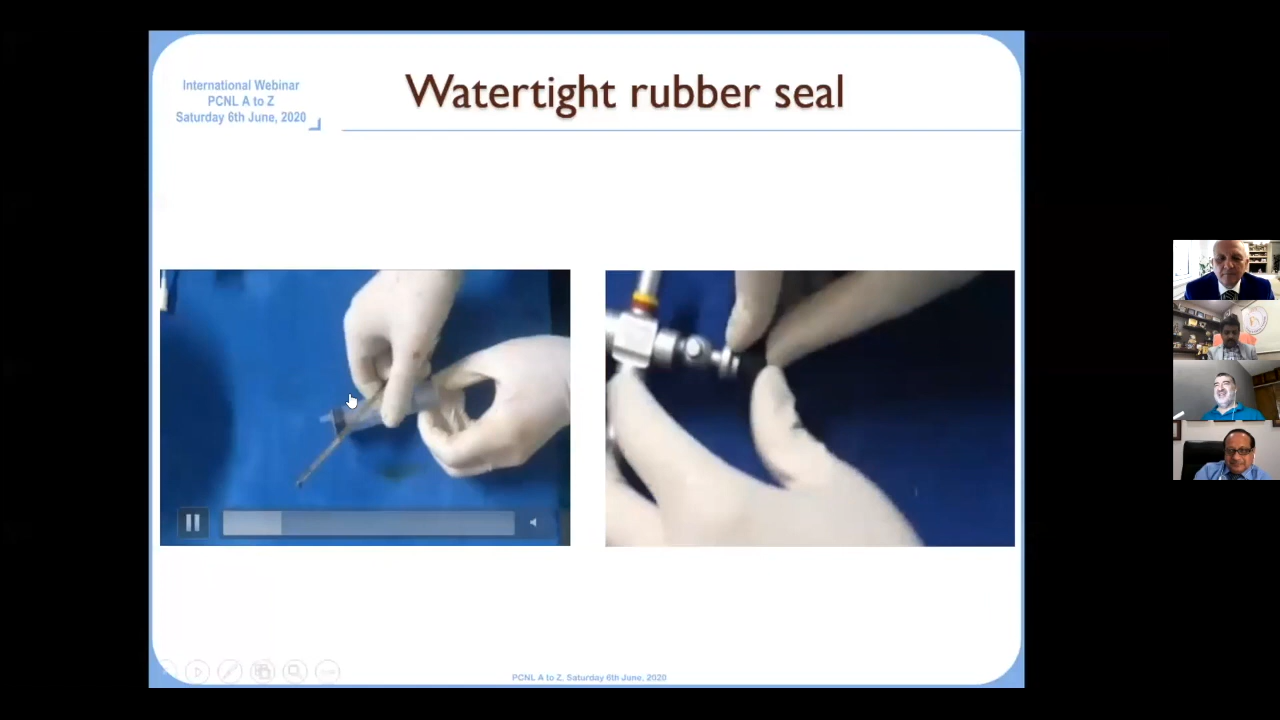 International Webinar
PCNL A to Z
Saturday 6th June, 2020
Watertight rubber seal
PCNL A to Z, Saturday 6th June, 2020